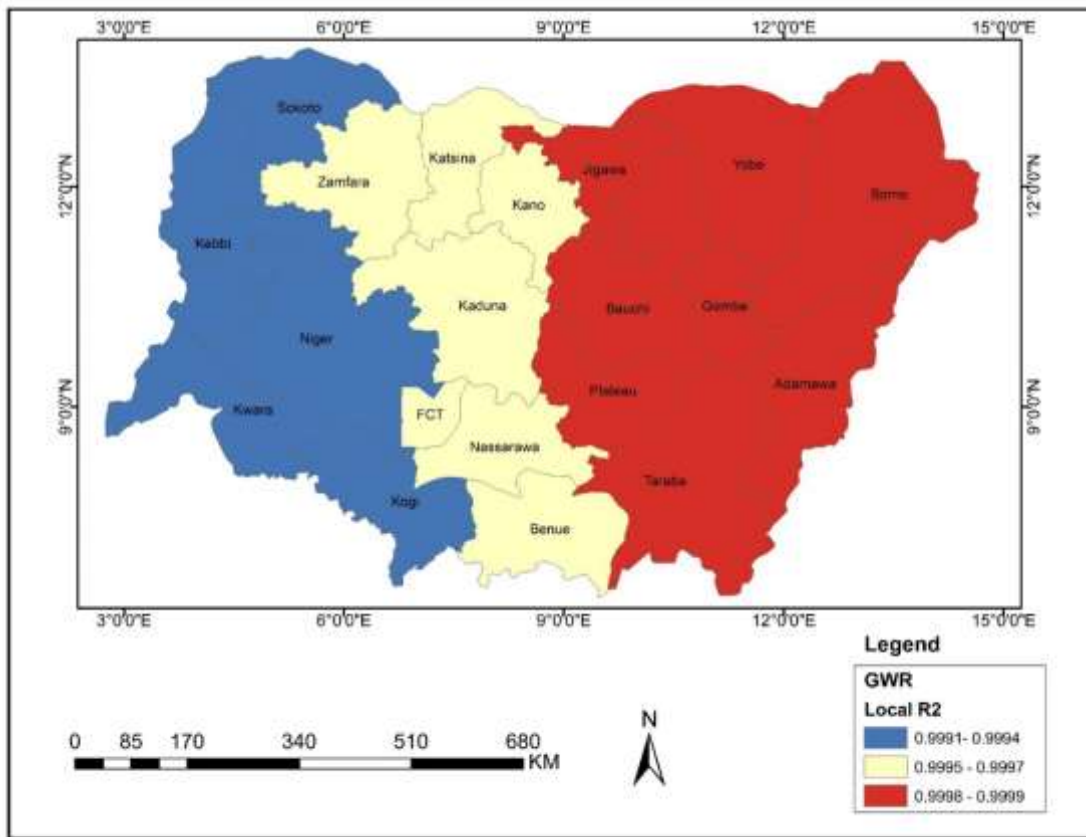 3°0'0"E 6°0'0"E 9°0'0"E 12°0'0"E 15°0'0"E
12°0'0"N
9°0'0"N
Sokoto
Katsina
Zamfara
Kano
Jigawa
Yobe
Borno
Kebbi
Kaduna
Bauchi
Gombe
Niger
Plateau
Adamawa
Kwara
FCT
Nassarawa
Taraba
Kogi
Benue
12°0'0"N
9°0'0"N
3°0'0"E 6°0'0"E 9°0'0"E 12°0'0"E 15°0'0"E
Legend
GWR
Local R2
0.9991- 0.9994
0.9995 - 0.9997
0.9998 - 0.9999
0 85 170 340 510 680
KM
N